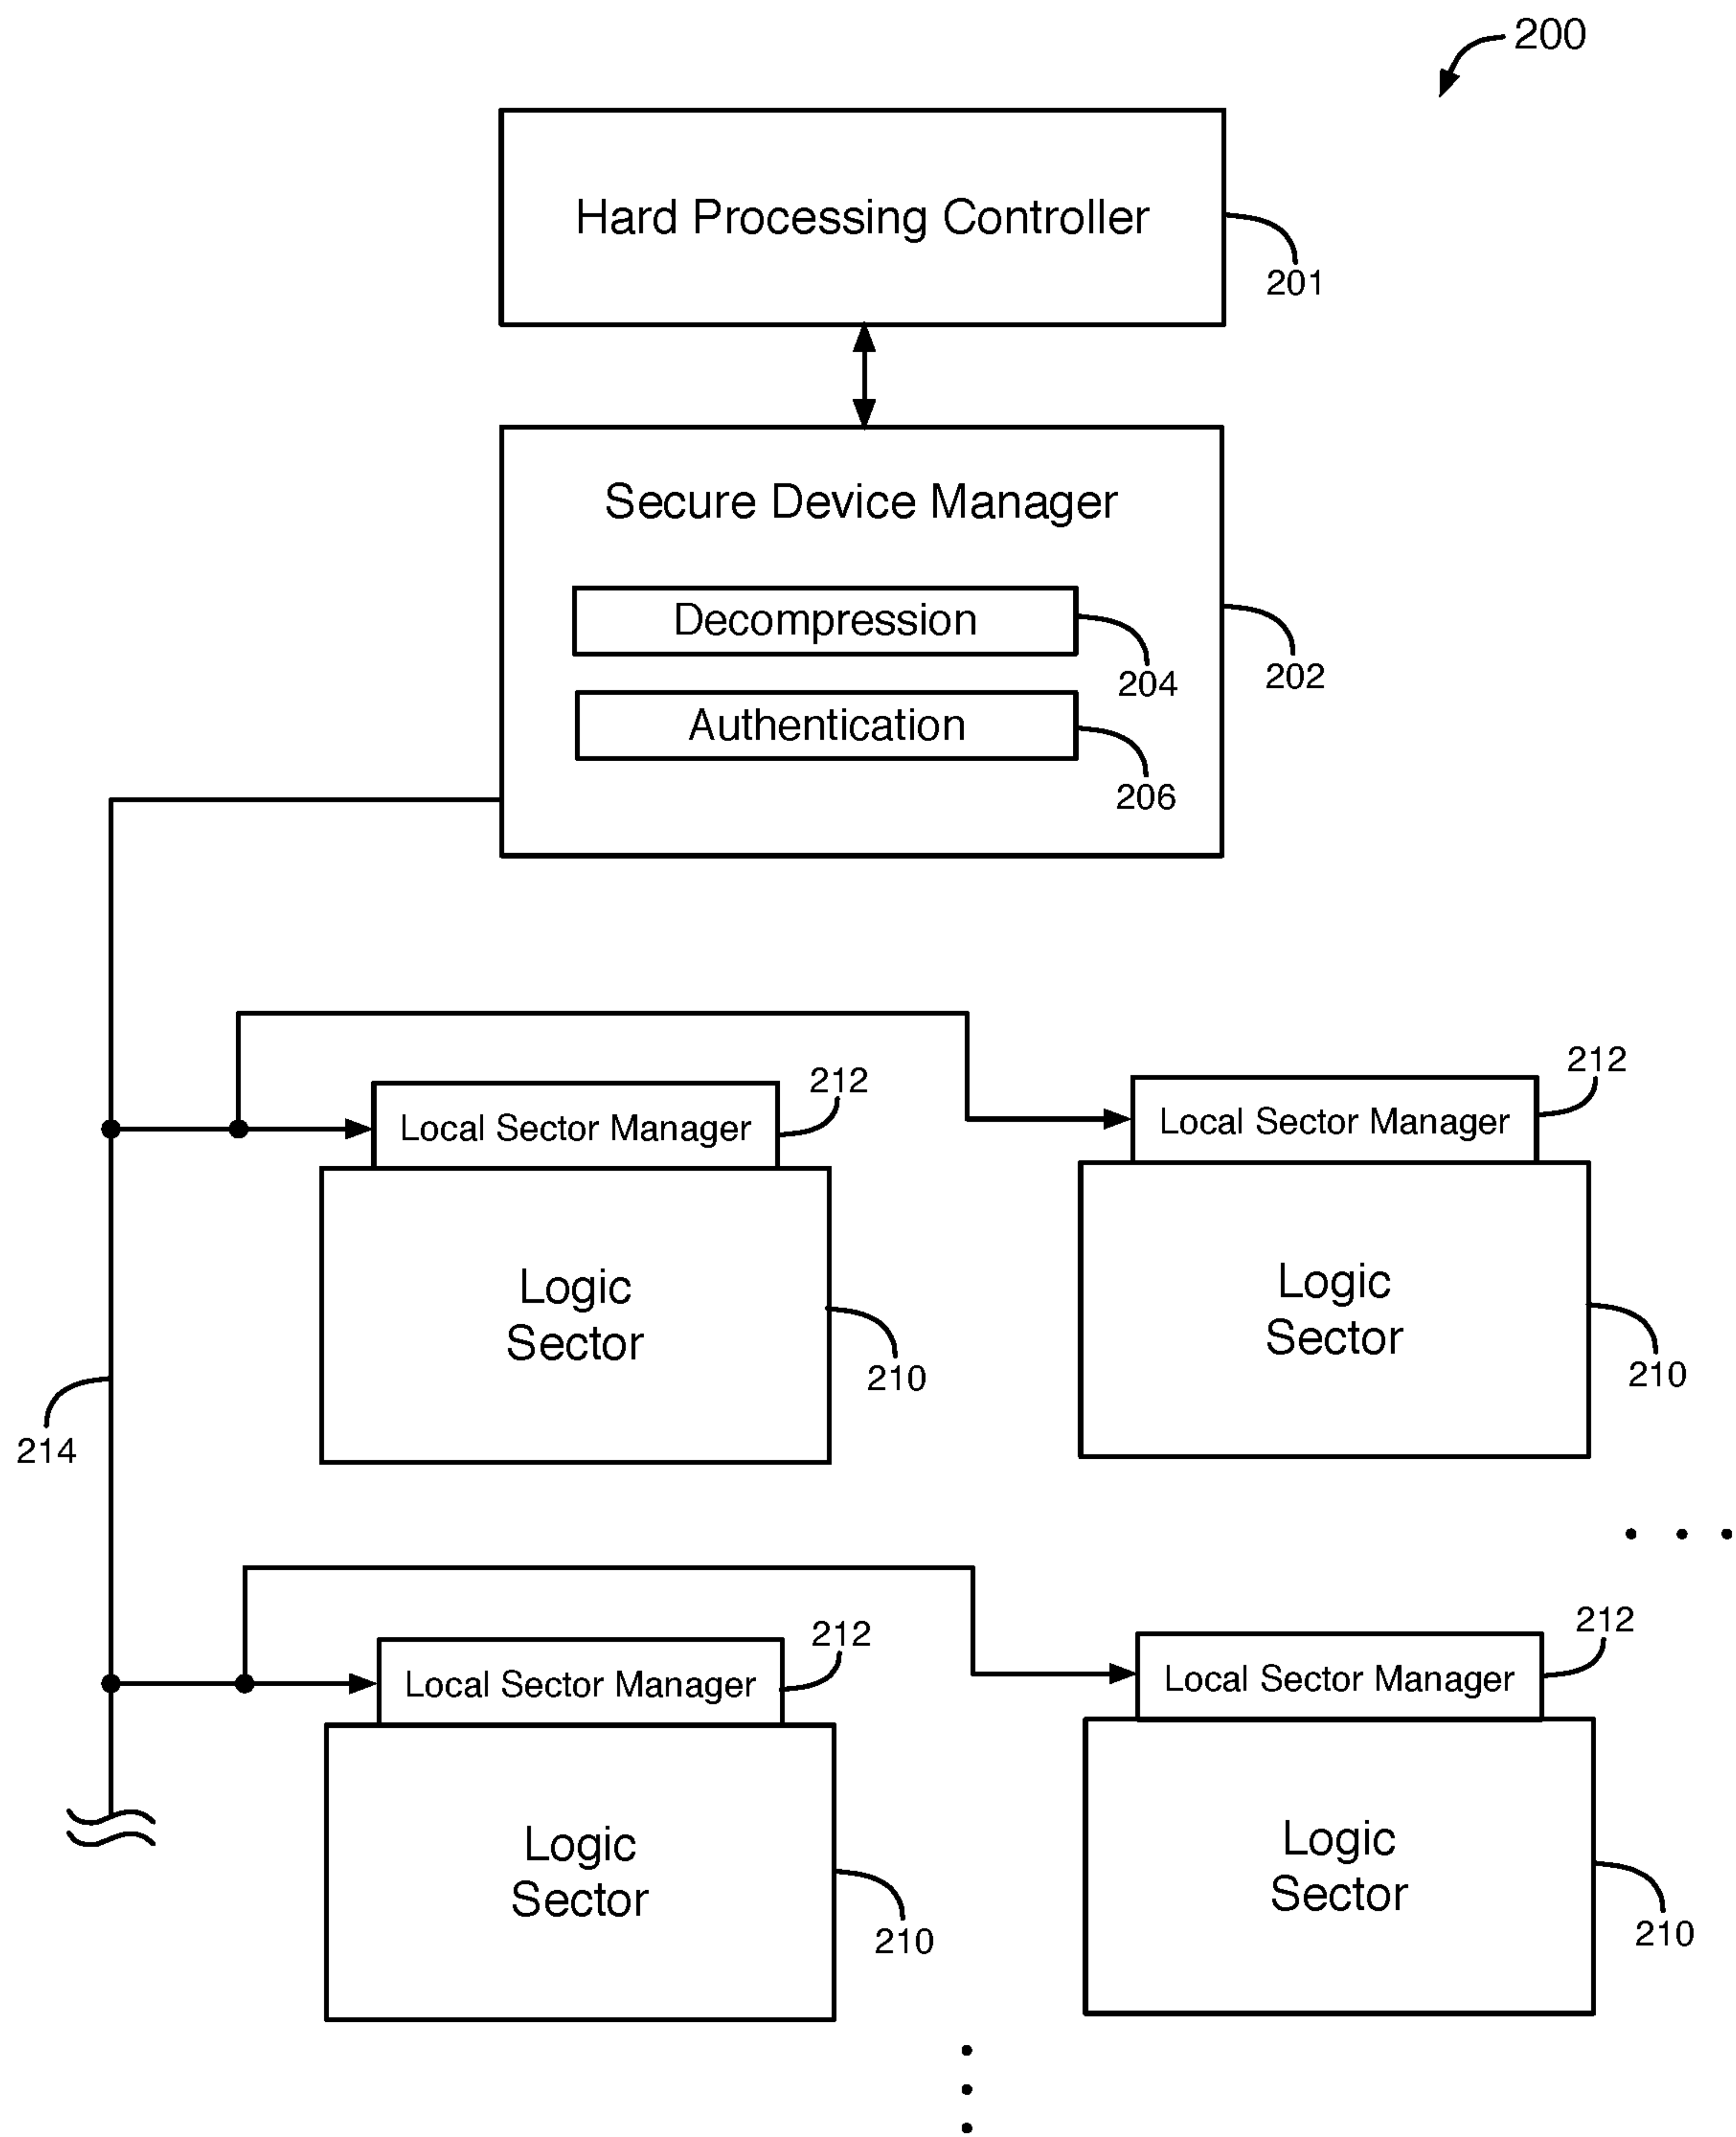 200
Hard Processing Controller
201
Secure Device Manager
Decompression
204
202
Authentication
206
212
Local Sector Manager
212
Local Sector Manager
Logic
Sector
210
Logic
Sector
210
214
212
Local Sector Manager
212
Local Sector Manager
Logic
Sector
210
Logic
Sector
210